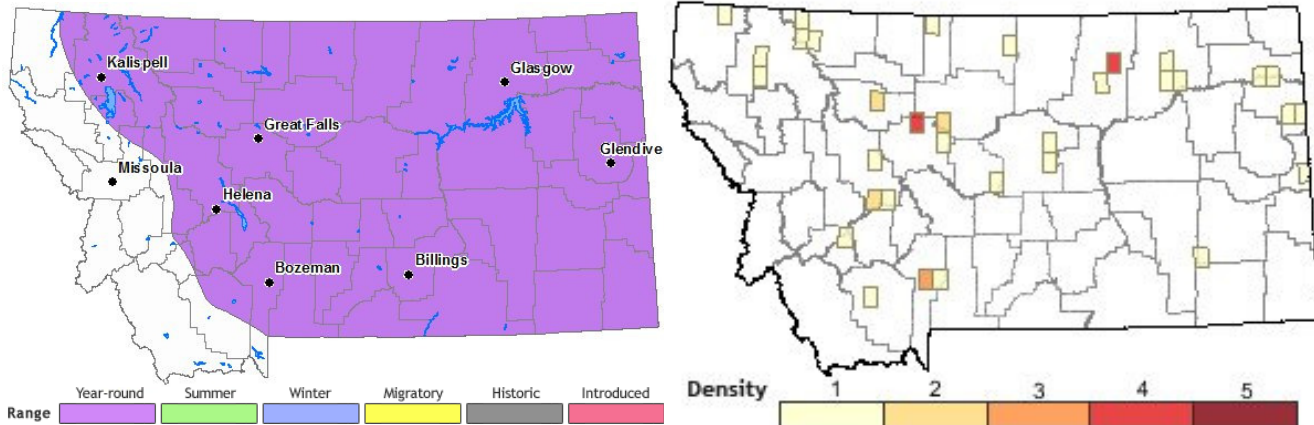 Kalispell
Glasgow
Great Falls
Glendive
Missoula
Helena
Bozeman
Billings
Year-round Summer Winter Migratory Historic Introduced
Range
Density 1 2 3 4 5